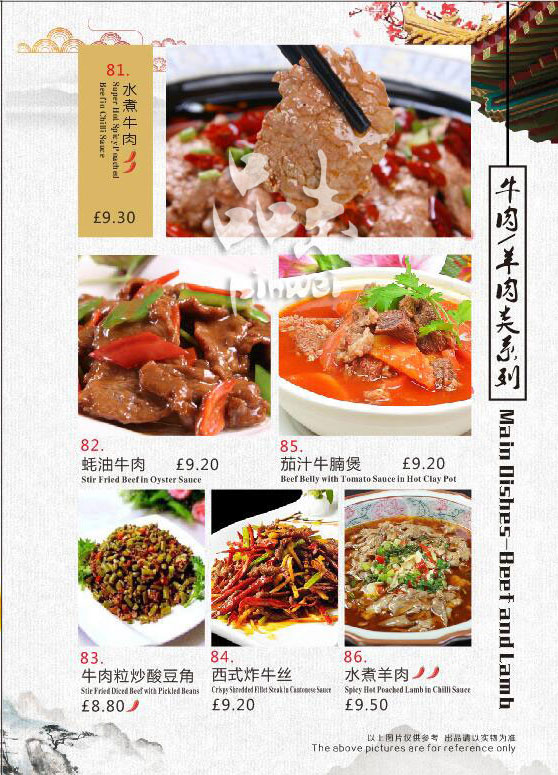 81.
水煮牛肉
Super Hot Spicy Poached
Beef in Chilli Sauce
£9.30
品味
pinwei
牛肉/羊肉类系列
Main Dishes-Beef and Lamb
82.
蚝油牛肉 £9.20
Stir Fried Beef in Oyster Sauce
85.
茄汁牛腩煲 £9.20
Beef Belly with Tomato Sauce in Hot Clay Pot
83.
牛肉粒炒酸豆角
Stir Fried Diced Beef with Pickled Beans
£8.80
84.
西式炸牛丝
Crispy Shredded Fillet Steak in Cantonese Sauce
£9.20
86.
水煮羊肉
Spicy Hot Poached Lamb in Chilli Sauce
£9.50
以上图片仅供参考 出品请以实物为准
The above pictures are for reference only